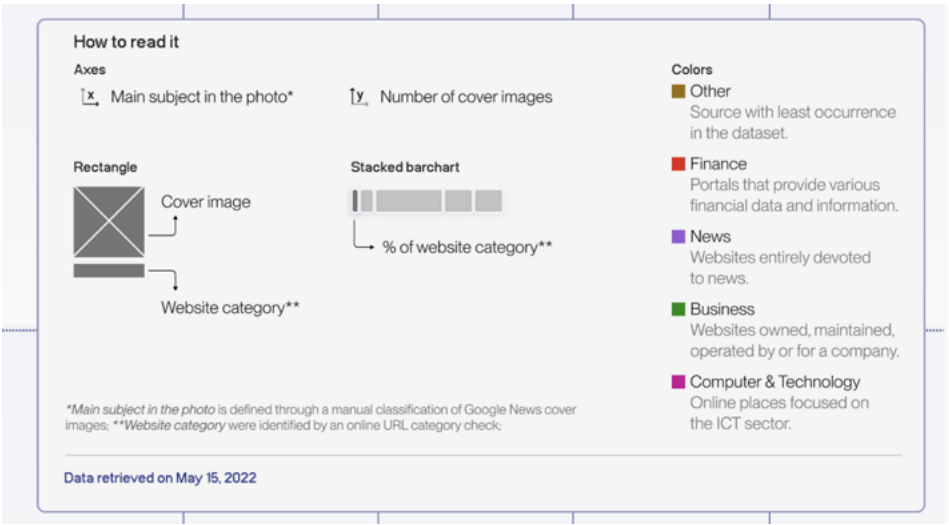 How to read it
Axes
x Main subject in the photo*
y Number of cover images
Rectangle
Cover image
Website category**
Stacked barchart
% of website category**
Colors
Other
Source with least occurrence
in the dataset.
Finance
Portals that provide various
financial data and information.
News
Websites entirely devoted
to news.
Business
Websites owned, maintained,
operated by or for a company.
Computer & Technology
Online places focused on
the ICT sector.
*Main subject in the photo is defined through a manual classification of Google News cover
images; **Website category were identified by an online URL category check;
Data retrieved on May 15, 2022